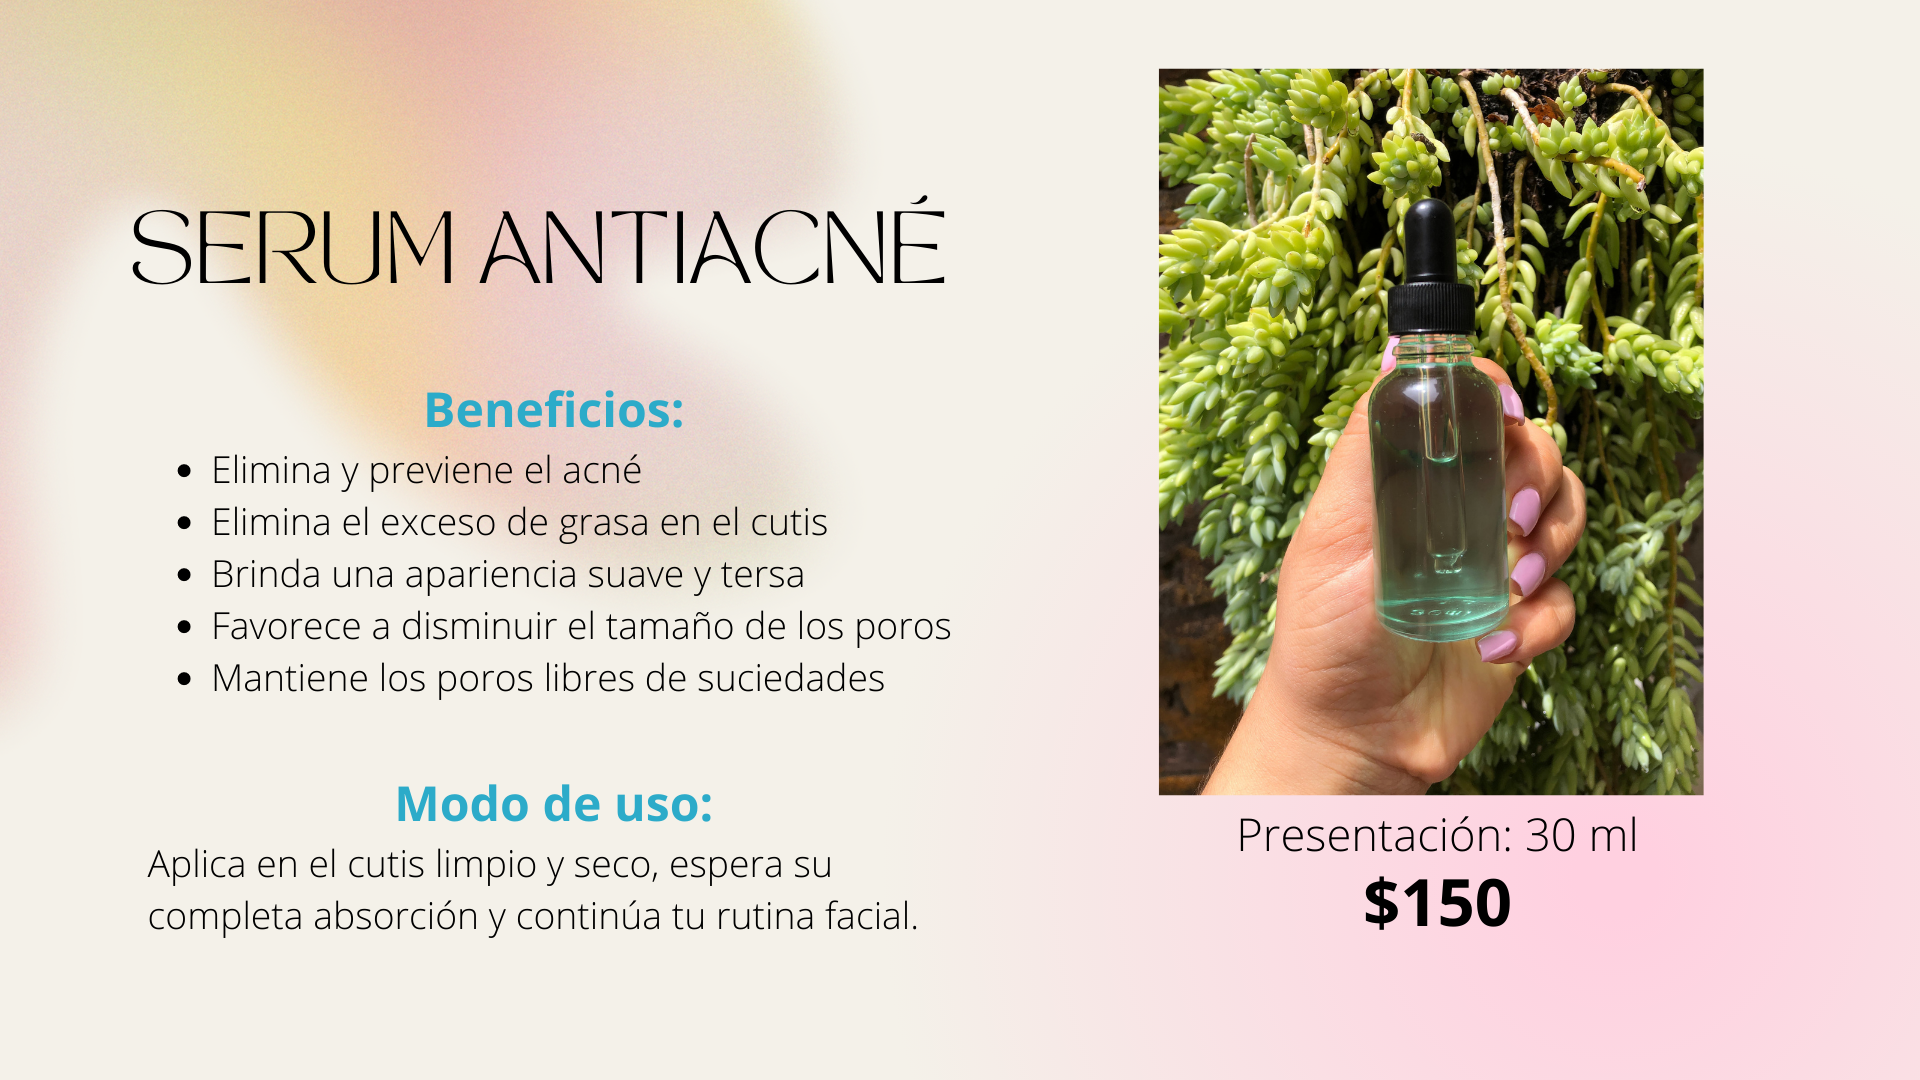 SERUM ANTIACNÉ
Beneficios:
• Elimina y previene el acné
• Elimina el exceso de grasa en el cutis
• Brinda una apariencia suave y tersa
• Favorece a disminuir el tamaño de los poros
• Mantiene los poros libres de suciedades
Modo de uso:
Aplica en el cutis limpio y seco, espera su
completa absorción y continúa tu rutina facial.
Presentación: 30 ml
$150